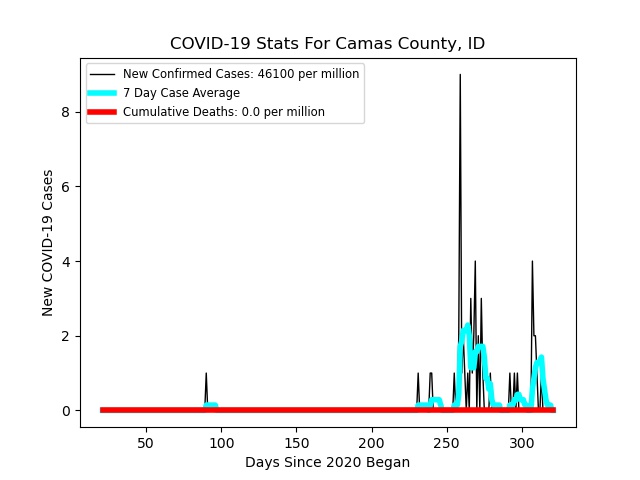 COVID-19 Stats For Camas County, ID
New Confirmed Cases: 46100 per million
7 Day Case Average
Cumulative Deaths: 0.0 per million
New COVID-19 Cases
8
6
4
2
0
50
100
150
200
250
300
Days Since 2020 Began